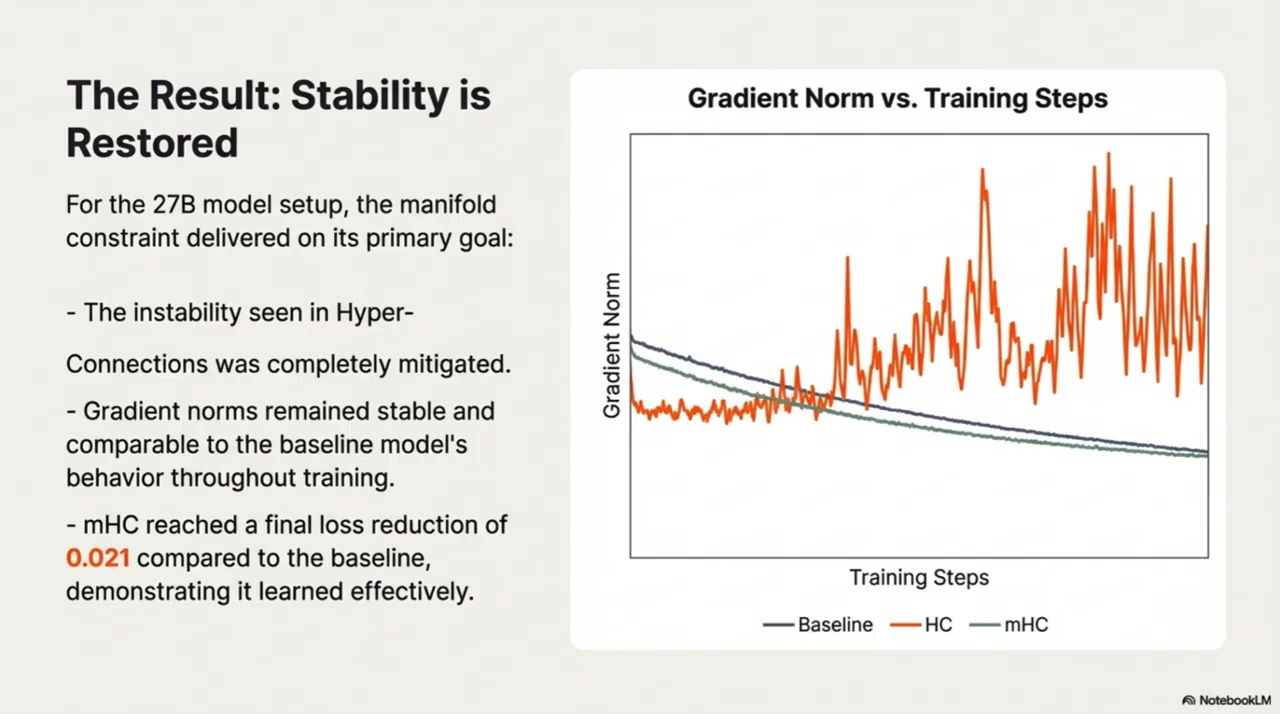 The Result: Stability is
Restored
For the 27B model setup, the manifold
constraint delivered on its primary goal:
- The instability seen in Hyper-
Connections was completely mitigated.
- Gradient norms remained stable and
comparable to the baseline model's
behavior throughout training.
- mHC reached a final loss reduction of
0.021 compared to the baseline,
demonstrating it learned effectively.
Gradient Norm vs. Training Steps
Gradient Norm
Training Steps
Baseline HC mHC
NotebookLM